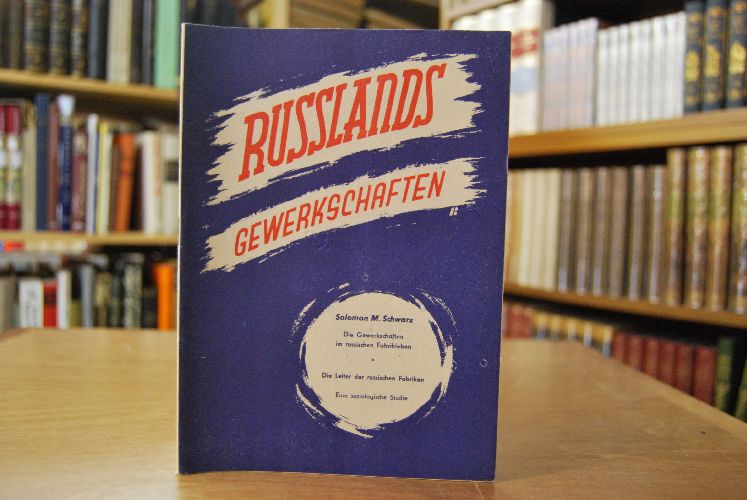 RUSSLANDS
GEWERKSCHAFTEN
Solomon M. Schwarz
Die Gewerkschaften
im russischen Fabrikleben
Die Leiter der russischen Fabriken
Eine soziologische Studie